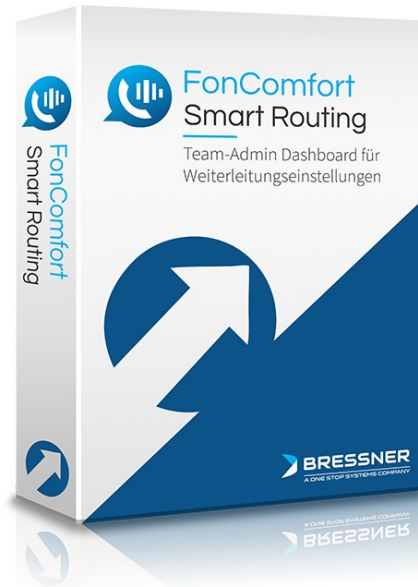 FonComfort
Smart Routing
Team-Admin Dashboard für
Weiterleitungseinstellungen
FonComfort
Smart Routing
BRESSNER
A ONE STOP SYSTEMS COMPANY